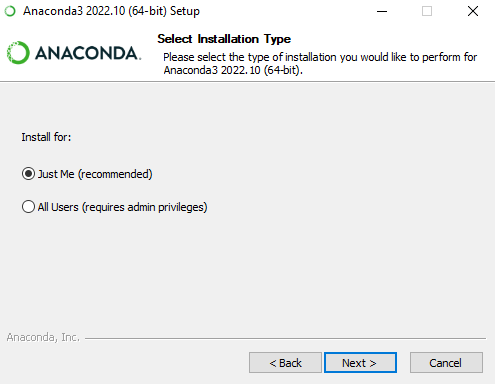 Anaconda3 2022.10 (64-bit) Setup
Select Installation Type
Please select the type of installation you would like to perform for
Anaconda3 2022.10 (64-bit).
ANACONDA.
Install for:
Just Me (recommended)
All Users (requires admin privileges)
Anaconda, Inc.
< Back
Next >
Cancel